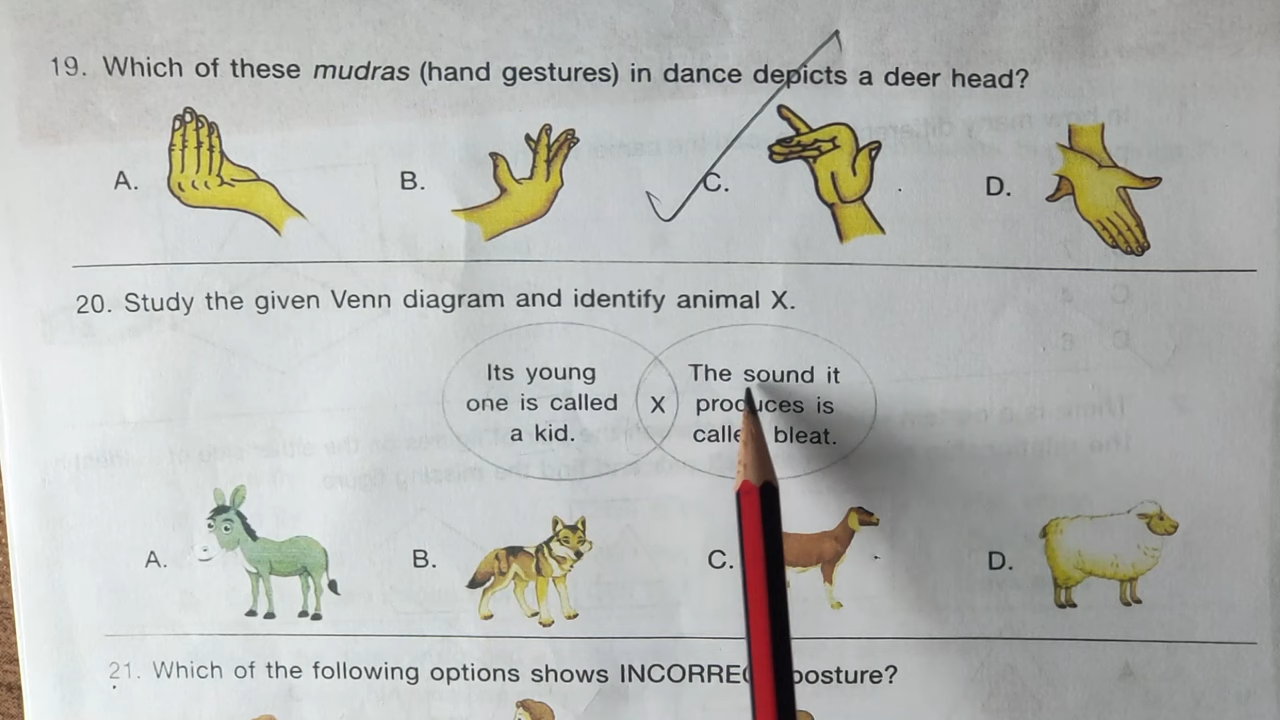 19. Which of these mudras (hand gestures) in dance depicts a deer head?
A. B. C. D.
20. Study the given Venn diagram and identify animal X.
Its young
one is called
a kid.
X
The sound it
produces is
bleat.
A. B. C. D.
21. Which of the following options shows posture?